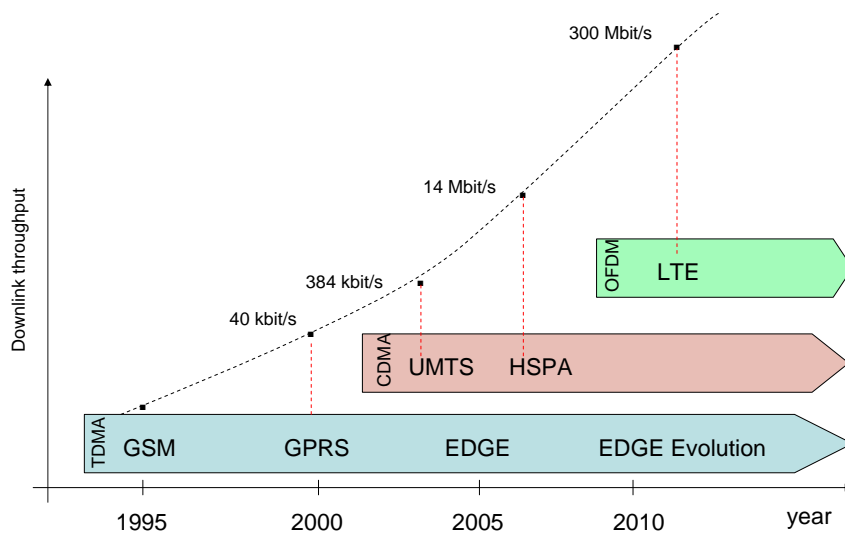 300 Mbit/s
14 Mbit/s
384 kbit/s
40 kbit/s
Downlink throughput
OFDM
LTE
CDMA
UMTS HSPA
TDMA
GSM GPRS EDGE EDGE Evolution
1995 2000 2005 2010 year